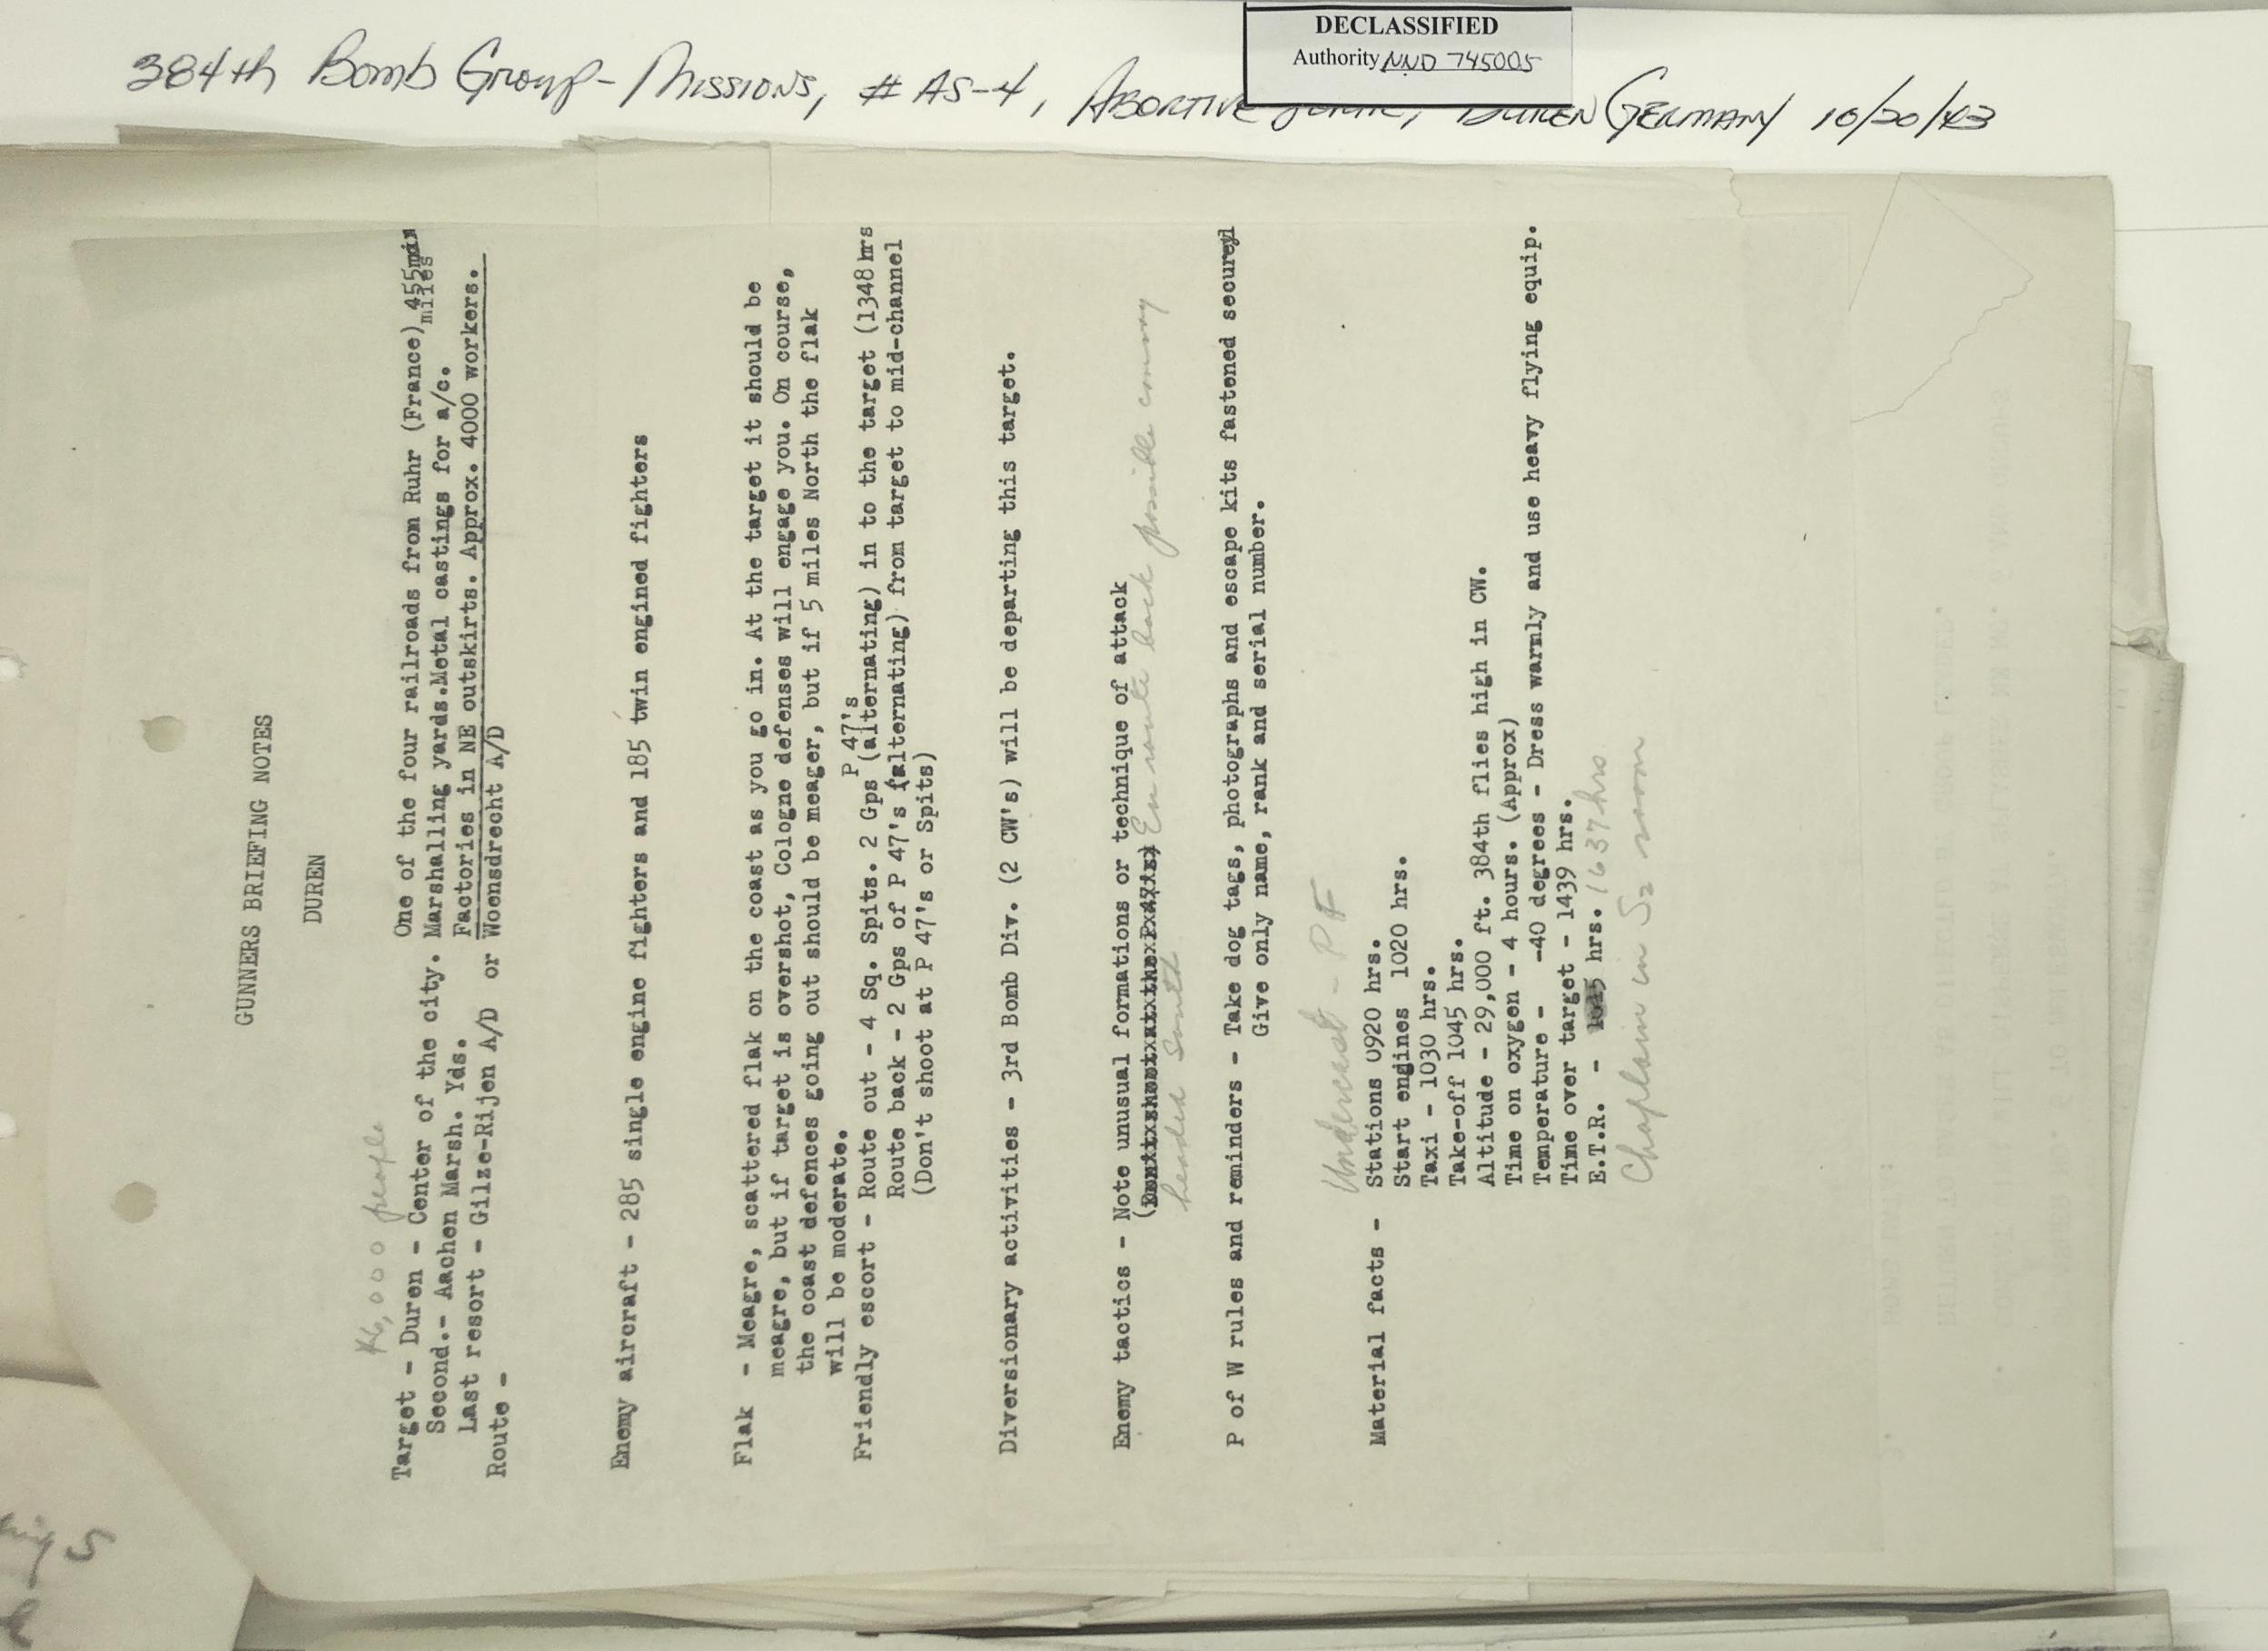 DECLASSIFIED
Authority NND 745005
384th Bomb Group - Missions, # AS-4, Abortive Duren Germany 10/20/43
GUNNERS BRIEFING NOTES
DUREN
46,000 people
Target - Duren - Center of the city. One of the four railroads from Ruhr (France) 455 min
miles
Second.- Aachen Marsh. Yds. Marshalling yards.Metal castings for a/c.
Factories in NE outskirts. Approx. 4000 workers.
Last resort - Gilze-Rijen A/D or Woensdrecht A/D
Route -
Enemy aircraft - 285 single engine fighters and 185 twin engined fighters
Flak - Meagre, scattered flak on the coast as you go in. At the target it should be
meagre, but if target is overshot, Cologne defenses will engage you. On course,
the coast defences going out should be meager, but if 5 miles North the flak
will be moderate.
P 47's
Friendly escort - Route out - 4 Sq. Spits. 2 Gps (alternating) in to the target (1348 hrs
Route back - 2 Gps of P 47's (alternating) from target to mid-channel
(Don't shoot at P 47's or Spits)
Diversionary activities - 3rd Bomb Div. (2 CW's) will be departing this target.
Enemy tactics - Note unusual formations or technique of attack
(Don't shoot at the P 47's) En route back possible convoy
headed South
P of W rules and reminders - Take dog tags, photographs and escape kits fastened secureyl
Give only name, rank and serial number.
Undercast - PF
Material facts - Stations 0920 hrs.
Start engines 1020 hrs.
Taxi - 1030 hrs.
Take-off 1045 hrs.
Altitude - 29,000 ft. 384th flies high in CW.
Time on oxygen - 4 hours. (Approx)
Temperature - -40 degrees - Dress warmly and use heavy flying equip.
Time over target - 1439 hrs.
E.T.R. - hrs. 1637 hrs
Chaplain in S2 room